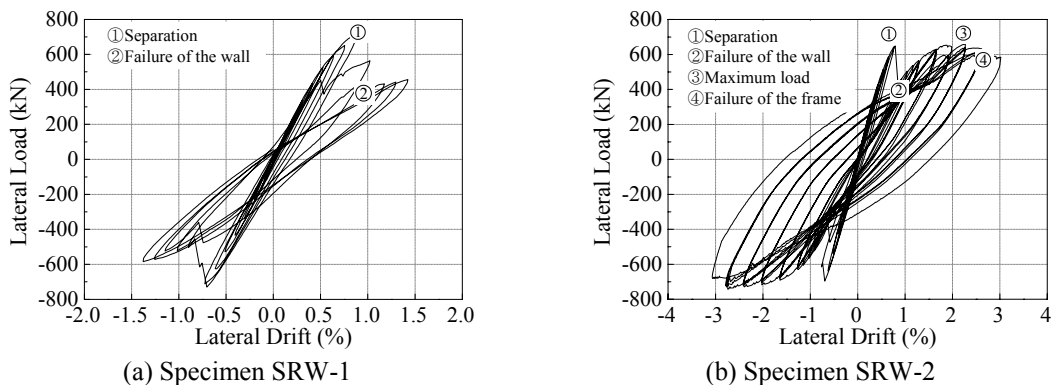 800
600
400
200
0
-200
-400
-600
-800
Lateral Load (kN)
①Separation
②Failure of the wall
①
②
-2.0 -1.5 -1.0 -0.5 0.0 0.5 1.0 1.5 2.0
Lateral Drift (%)
(a) Specimen SRW-1
800
600
400
200
0
-200
-400
-600
-800
Lateral Load (kN)
①Separation
②Failure of the wall
③Maximum load
④Failure of the frame
①
②
③
④
-4 -3 -2 -1 0 1 2 3 4
Lateral Drift (%)
(b) Specimen SRW-2